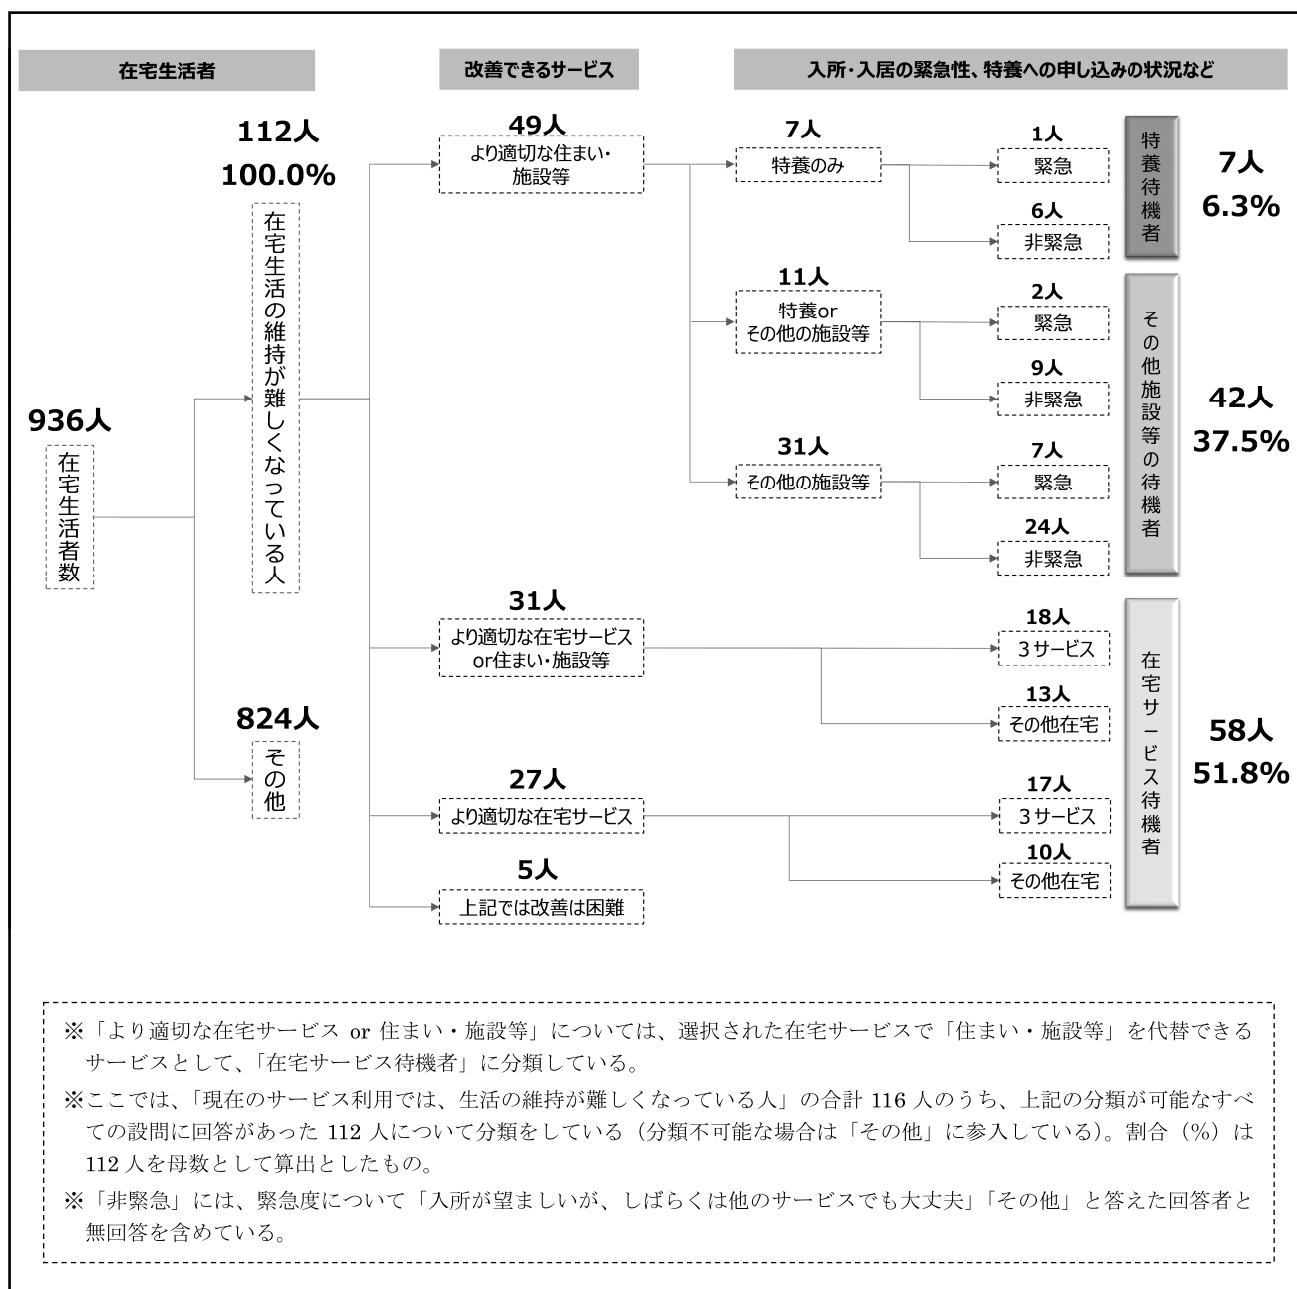 在宅生活者
改善できるサービス
入所・入居の緊急性、特養への申し込みの状況など
936人
在宅生活者数
112人
100.0%
在宅生活の維持が難しくなっている人
824人
その他
49人
より適切な住まい・
施設等
31人
より適切な在宅サービス
or住まい・施設等
27人
より適切な在宅サービス
5人
上記では改善は困難
7人
特養のみ
11人
特養or
その他の施設等
31人
その他の施設等
1人
緊急
6人
非緊急
2人
緊急
9人
非緊急
7人
緊急
24人
非緊急
18人
３サービス
13人
その他在宅
17人
３サービス
10人
その他在宅
特養待機者
7人
6.3%
その他施設等の待機者
42人
37.5%
在宅サービス待機者
58人
51.8%
※「より適切な在宅サービス or 住まい・施設等」については、選択された在宅サービスで「住まい・施設等」を代替できる
サービスとして、「在宅サービス待機者」に分類している。
※ここでは、「現在のサービス利用では、生活の維持が難しくなっている人」の合計 116 人のうち、上記の分類が可能なすべ
ての設問に回答があった 112 人について分類をしている（分類不可能な場合は「その他」に参入している）。割合（%）は
112 人を母数として算出としたもの。
※「非緊急」には、緊急度について「入所が望ましいが、しばらくは他のサービスでも大丈夫」「その他」と答えた回答者と
無回答を含めている。